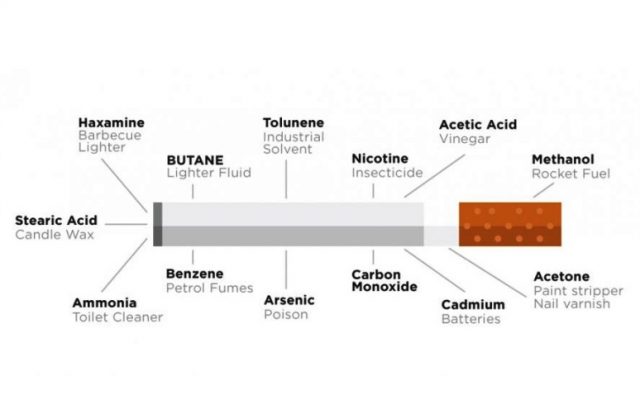 Haxamine
Barbecue
Lighter
BUTANE
Lighter Fluid
Tolunene
Industrial
Solvent
Nicotine
Insecticide
Acetic Acid
Vinegar
Methanol
Rocket Fuel
Stearic Acid
Candle Wax
Ammonia
Toilet Cleaner
Benzene
Petrol Fumes
Arsenic
Poison
Carbon
Monoxide
Cadmium
Batteries
Acetone
Paint stripper
Nail varnish